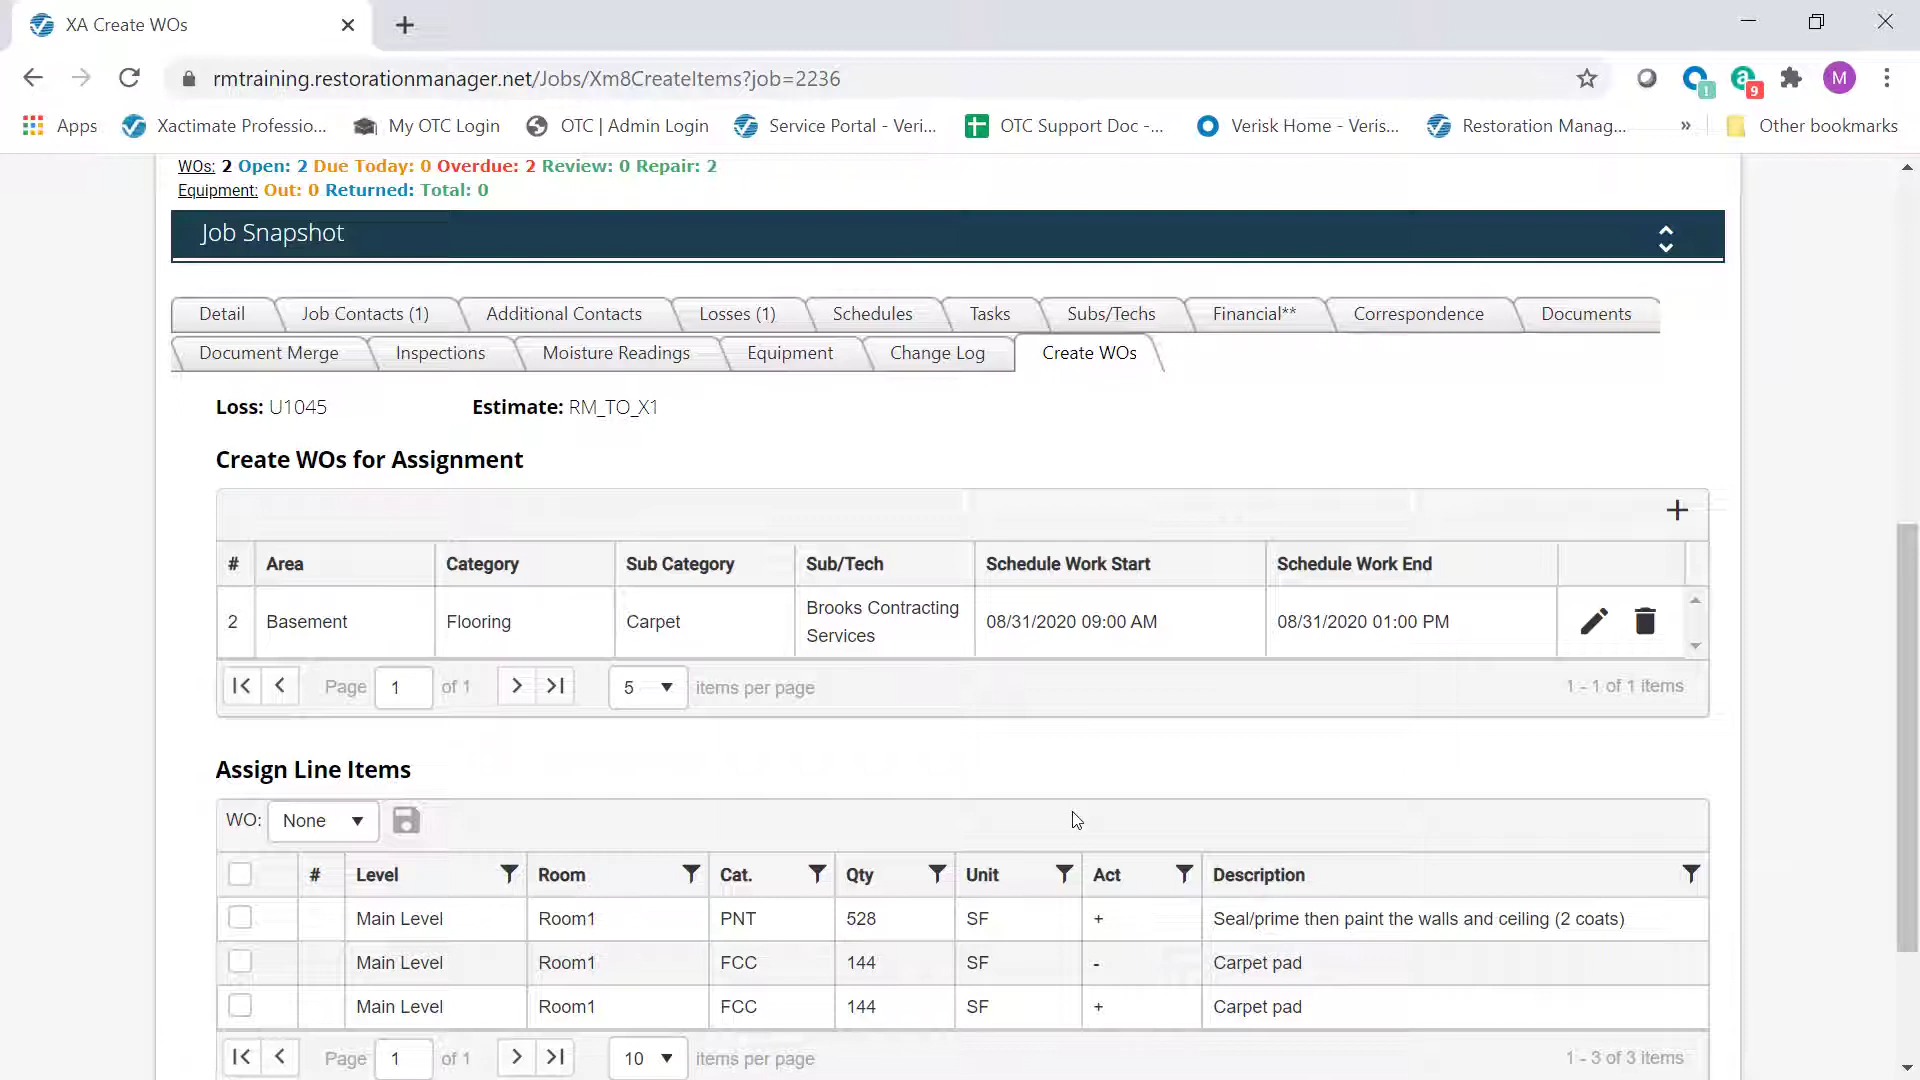 XA Create WOs
rmtraining.restorationmanager.net/Jobs/Xm8CreateItems?job=2236
1
9
M
Apps
Xactimate Professio...
My OTC Login
OTC | Admin Login
Service Portal - Veri...
OTC Support Doc -...
Verisk Home - Veris...
Restoration Manag...
»
Other bookmarks
WOs: 2 Open: 2 Due Today: 0 Overdue: 2 Review: 0 Repair: 2
Equipment: Out: 0 Returned: Total: 0
Job Snapshot
Detail
Job Contacts (1)
Additional Contacts
Losses (1)
Schedules
Tasks
Subs/Techs
Financial**
Correspondence
Documents
Document Merge
Inspections
Moisture Readings
Equipment
Change Log
Create WOs
Loss: U1045
Estimate: RM_TO_X1
Create WOs for Assignment
# Area Category Sub Category Sub/Tech Schedule Work Start Schedule Work End
2 Basement Flooring Carpet Brooks Contracting Services 08/31/2020 09:00 AM 08/31/2020 01:00 PM
Page 1 of 1 5 items per page 1 - 1 of 1 items
Assign Line Items
WO: None
# Level Room Cat. Qty Unit Act Description
Main Level Room1 PNT 528 SF + Seal/prime then paint the walls and ceiling (2 coats)
Main Level Room1 FCC 144 SF - Carpet pad
Main Level Room1 FCC 144 SF + Carpet pad
Page 1 of 1 10 items per page 1 - 3 of 3 items